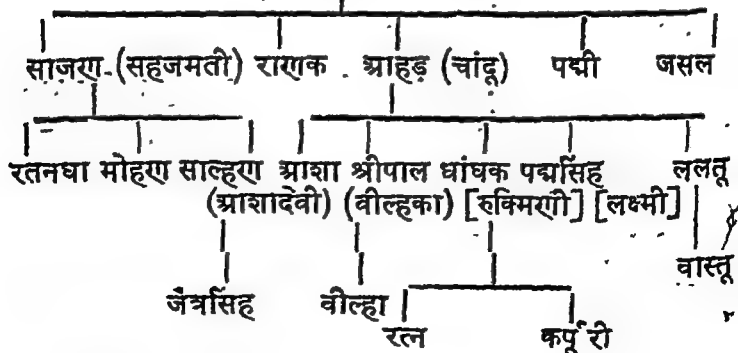 साजरण (सहजमती) राणक आहड़ (चांदू) पद्मी जसल
रतनधा मोहण साल्हण आशा श्रीपाल धांधक पद्मसिंह ललतू
(आशादेवी) (वील्हका) [रुक्मिणी] [लक्ष्मी]
वास्तू
जैत्रसिंह वील्हा
रत्न कर्पूरी